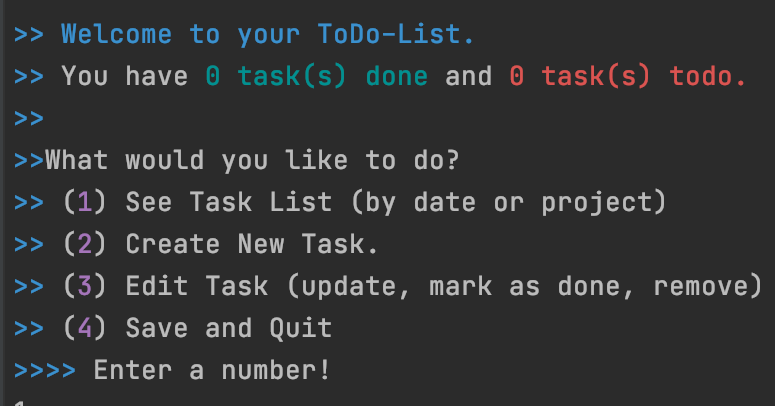 >> Welcome to your ToDo-List.
>> You have 0 task(s) done and 0 task(s) todo.
>>
>>What would you like to do?
>> (1) See Task List (by date or project)
>> (2) Create New Task.
>> (3) Edit Task (update, mark as done, remove)
>> (4) Save and Quit
>>>> Enter a number!